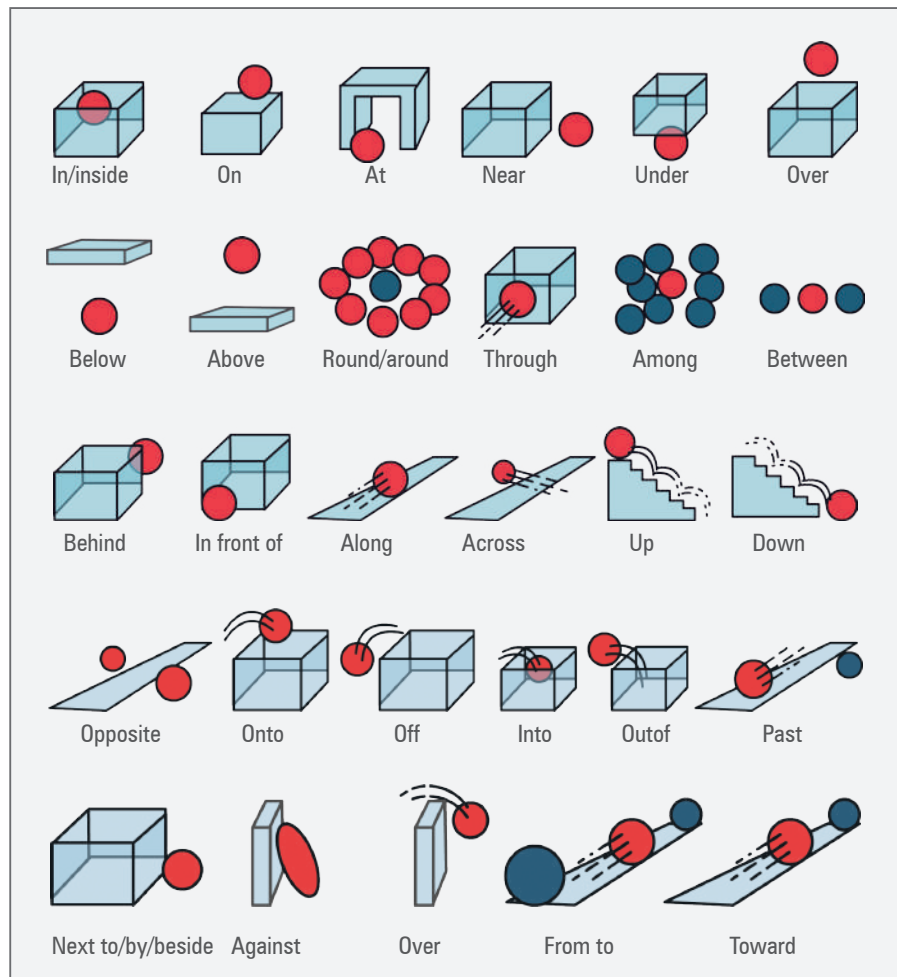 In/inside On At Near Under Over
Below Above Round/around Through Among Between
Behind In front of Along Across Up Down
Opposite Onto Off Into Outof Past
Next to/by/beside Against Over From to Toward